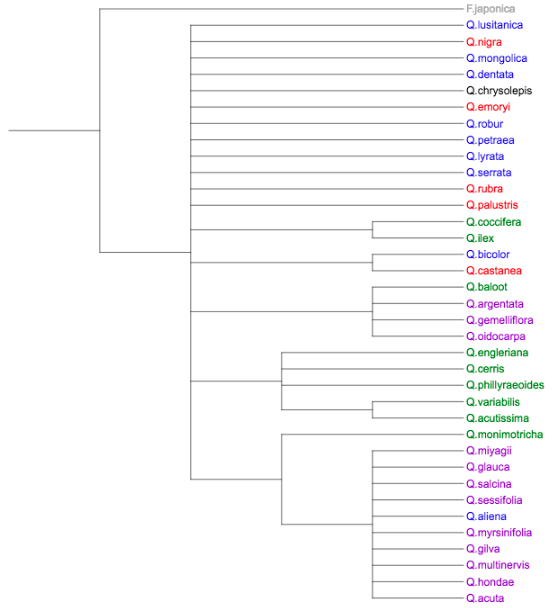 F.japonica
Q.lusitanica
Q.nigra
Q.mongolica
Q.dentata
Q.chrysolepis
Q.emoryi
Q.robur
Q.petraea
Q.lyrata
Q.serrata
Q.rubra
Q.palustris
Q.coccifera
Q.ilex
Q.bicolor
Q.castanea
Q.baloot
Q.argentata
Q.gemelliflora
Q.oidocarpa
Q.engleriana
Q.cerris
Q.phillyraeoides
Q.variabilis
Q.acutissima
Q.monimotricha
Q.miyagii
Q.glauca
Q.salcina
Q.sessifolia
Q.aliena
Q.myrsinifolia
Q.gilva
Q.multinervis
Q.hondae
Q.acuta